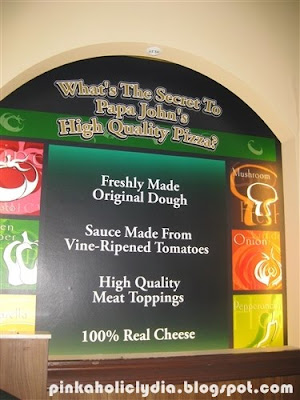 What's The Secret To
Papa John's
High Quality Pizza?
Freshly Made
Original Dough
Sauce Made From
Vine-Ripened Tomatoes
High Quality
Meat Toppings
100% Real Cheese
Mushroom
Onion
pinkaholiclydia.blogspot.com